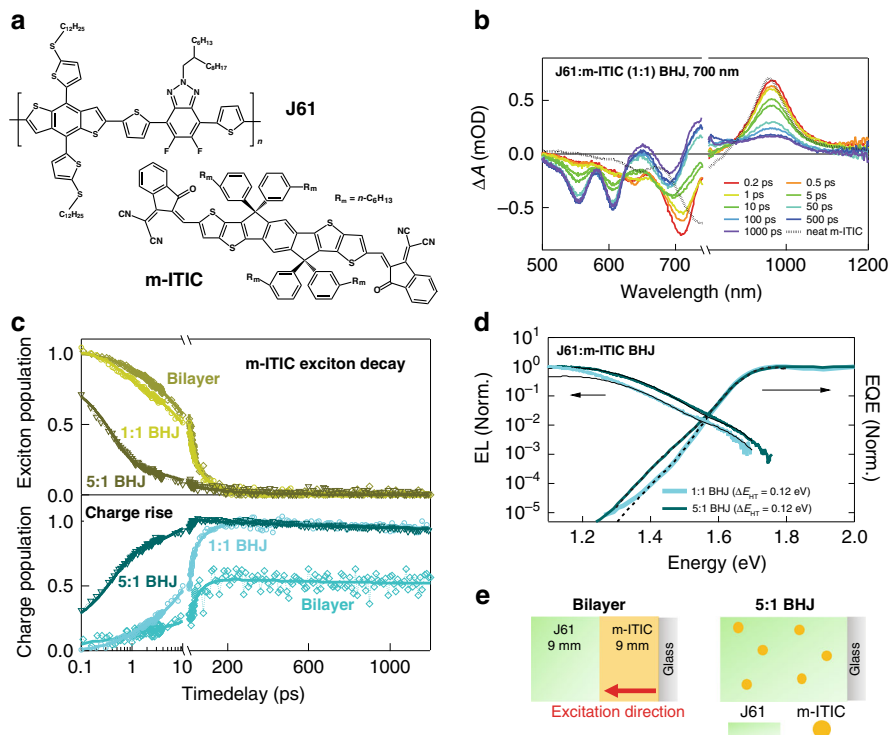 a
C12H25
S
S
S
S
S
S
S
S
C12H25
C6H13
C8H17
N
N
N
F
F
n
J61
Rm
Rm
Rm = n-C6H13
O
CN
CN
S
S
S
S
NC
CN
O
Rm
Rm
m-ITIC
b
J61:m-ITIC (1:1) BHJ, 700 nm
ΔA (mOD)
0.5
0.0
−0.5
0.2 ps
0.5 ps
1 ps
5 ps
10 ps
50 ps
100 ps
500 ps
1000 ps
neat m-ITIC
500
600
700
1000
1200
Wavelength (nm)
c
m-ITIC exciton decay
Exciton population
1.0
0.5
0.0
Bilayer
1:1 BHJ
5:1 BHJ
Charge rise
Charge population
1.0
0.5
0
1:1 BHJ
5:1 BHJ
Bilayer
0.1
1
10
200
600
1000
Timedelay (ps)
d
J61:m-ITIC BHJ
EL (Norm.)
EQE (Norm.)
10^1
10^0
10^-1
10^-2
10^-3
10^-4
10^-5
1:1 BHJ (ΔE_HT = 0.12 eV)
5:1 BHJ (ΔE_HT = 0.12 eV)
1.2
1.4
1.6
1.8
2.0
Energy (eV)
e
Bilayer
J61
9 mm
m-ITIC
9 mm
Glass
Excitation direction
5:1 BHJ
Glass
J61
m-ITIC